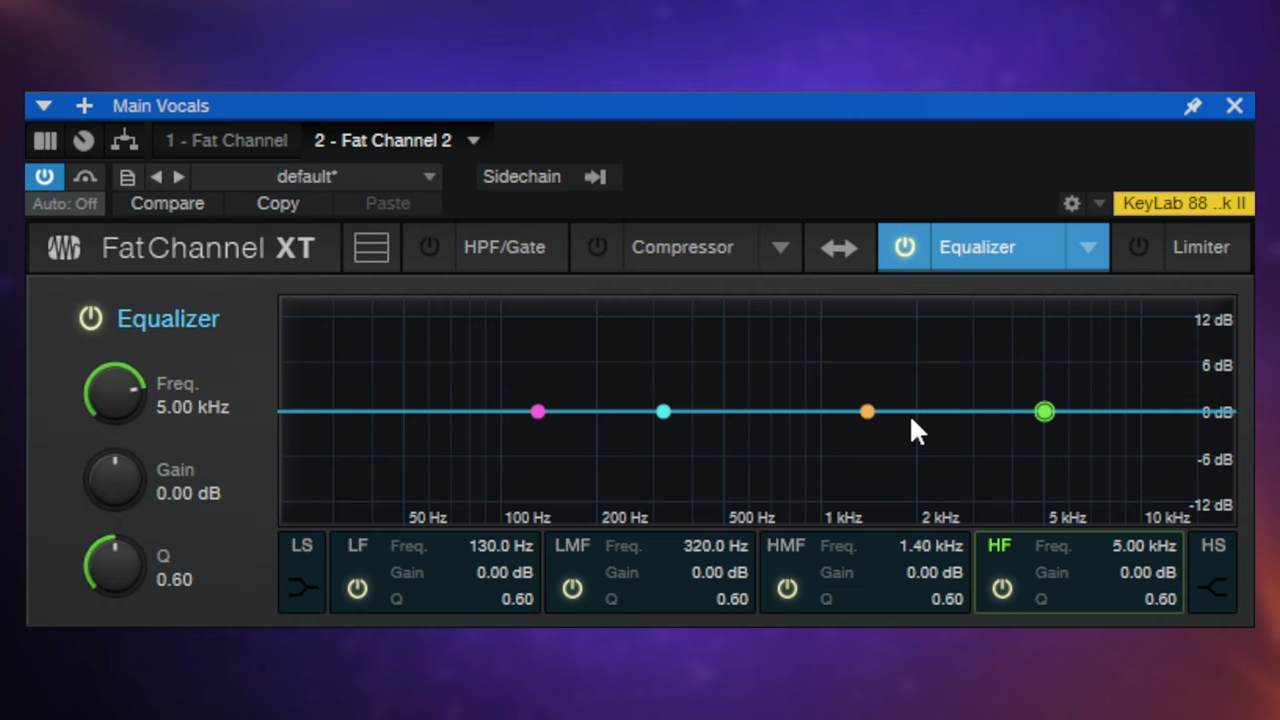 Main Vocals
1 - Fat Channel 2 - Fat Channel 2
default* Sidechain
Auto: Off Compare Copy Paste KeyLab 88 ..k II
FatChannel XT HPF/Gate Compressor Equalizer Limiter
Equalizer
Freq.
5.00 kHz
Gain
0.00 dB
Q
0.60
12 dB
6 dB
0 dB
-6 dB
-12 dB
50 Hz 100 Hz 200 Hz 500 Hz 1 kHz 2 kHz 5 kHz 10 kHz
LS LF Freq. 130.0 Hz LMF Freq. 320.0 Hz HMF Freq. 1.40 kHz HF Freq. 5.00 kHz HS
Gain 0.00 dB Gain 0.00 dB Gain 0.00 dB Gain 0.00 dB
Q 0.60 Q 0.60 Q 0.60 Q 0.60